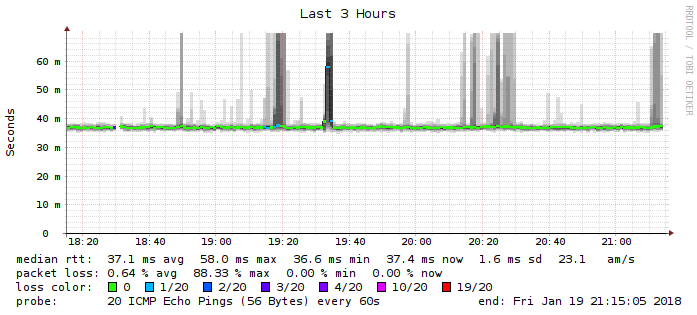 Last 3 Hours
RRDTOOL / TOBI OETIKER
Seconds
60 m
50 m
40 m
30 m
20 m
10 m
0
18:20 18:40 19:00 19:20 19:40 20:00 20:20 20:40 21:00
median rtt: 37.1 ms avg 58.0 ms max 36.6 ms min 37.4 ms now 1.6 ms sd 23.1 am/s
packet loss: 0.64 % avg 88.33 % max 0.00 % min 0.00 % now
loss color: 0 1/20 2/20 3/20 4/20 10/20 19/20
probe: 20 ICMP Echo Pings (56 Bytes) every 60s end: Fri Jan 19 21:15:05 2018